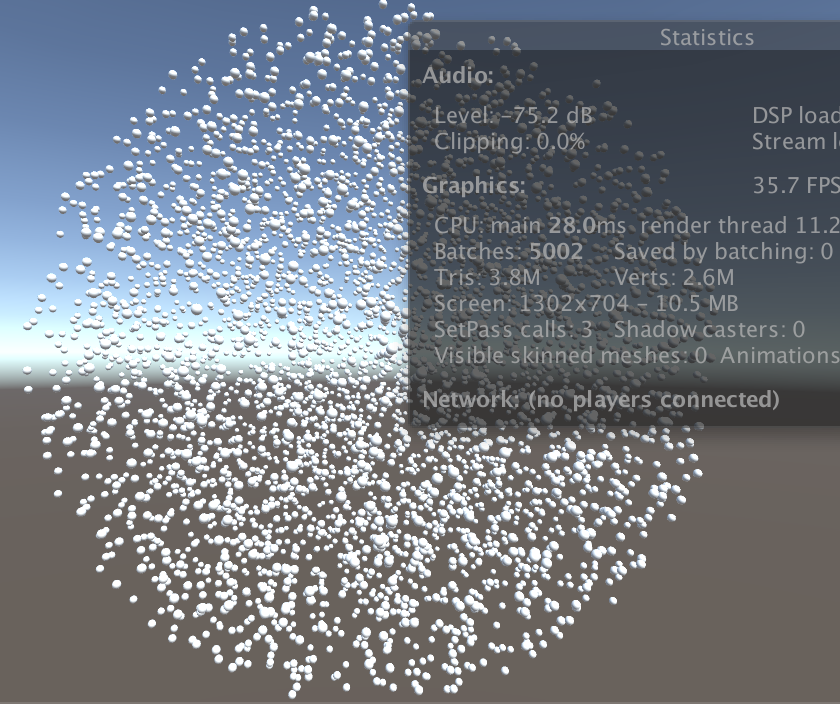 Statistics
Audio:
Level: -75.2 dB DSP load
Clipping: 0.0% Stream l
Graphics: 35.7 FPS
CPU: main 28.0ms render thread 11.2
Batches: 5002 Saved by batching: 0
Tris: 3.8M Verts: 2.6M
Screen: 1302x704 - 10.5 MB
SetPass calls: 3 Shadow casters: 0
Visible skinned meshes: 0 Animations
Network: (no players connected)